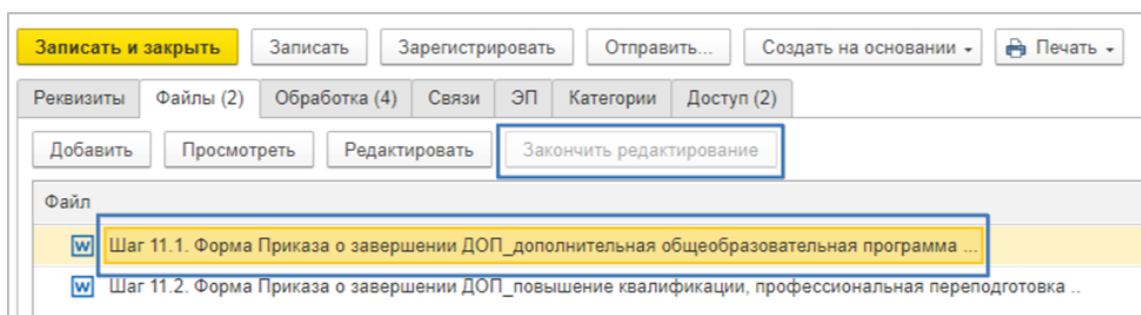 Записать и закрыть Записать Зарегистрировать Отправить... Создать на основании Печать
Реквизиты Файлы (2) Обработка (4) Связи ЭП Категории Доступ (2)
Добавить Просмотреть Редактировать Закончить редактирование
Файл
W Шаг 11.1. Форма Приказа о завершении ДОП_дополнительная общеобразовательная программа ...
W Шаг 11.2. Форма Приказа о завершении ДОП_повышение квалификации, профессиональная переподготовка ..